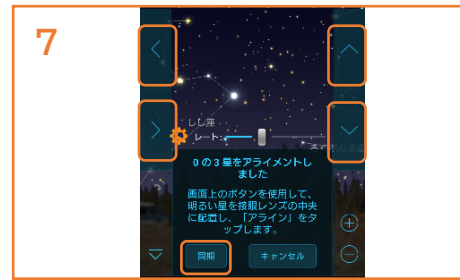 7
しし座
レート:
0の3星をアライメントし
ました
画面上のボタンを使用して、
明るい星を接眼レンズの中央
に配置し、「アライン」をタ
ップします。
同期 キャンセル